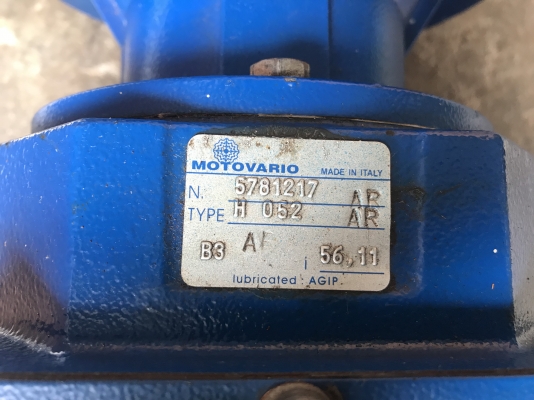 MOTOVARIO MADE IN ITALY
N. 5781217 AR
TYPE H 052 AR
B3 A i 56,11
lubricated: AGIP